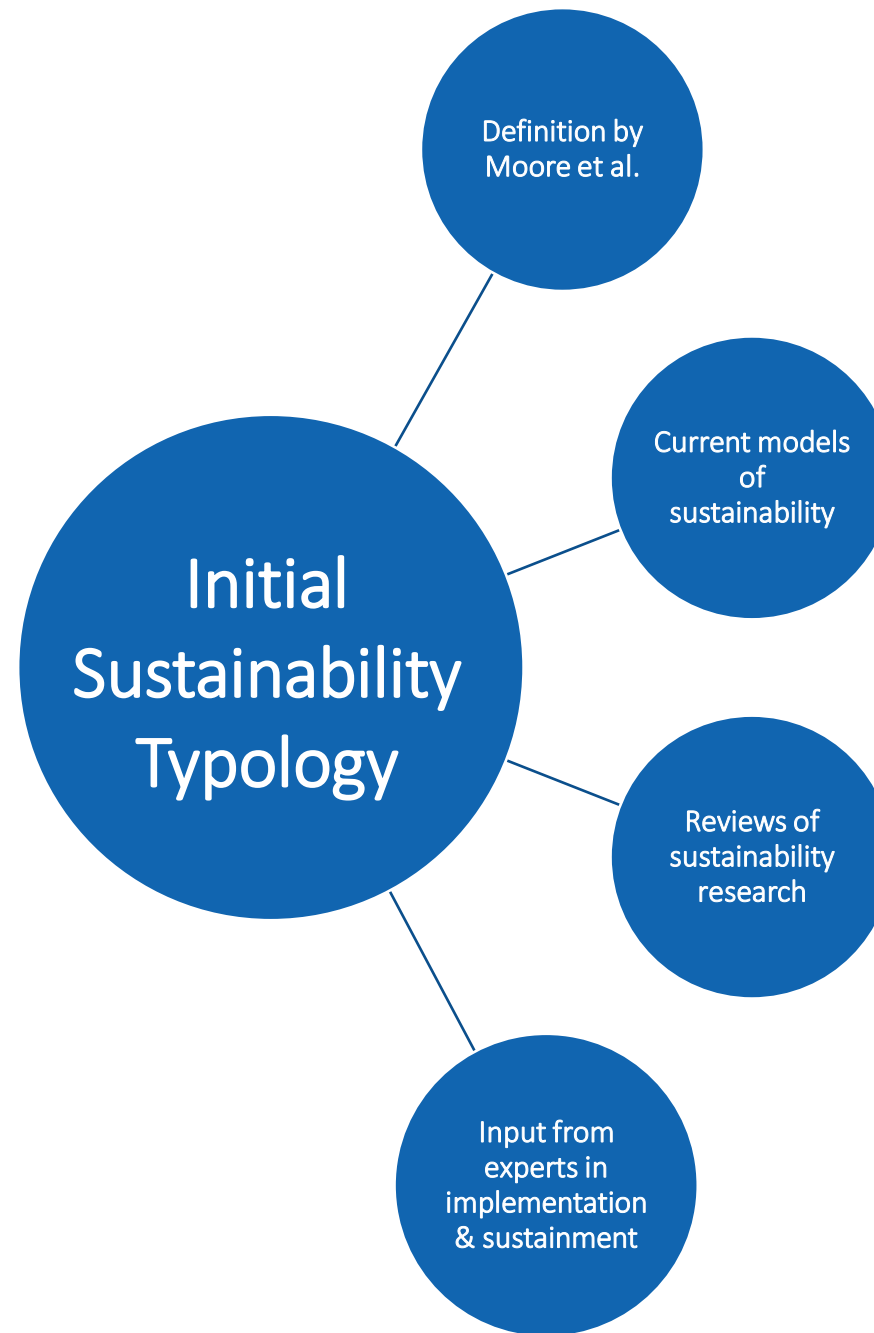 Definition by
Moore et al.
Current models
of
sustainability
Initial
Sustainability
Typology
Reviews of
sustainability
research
Input from
experts in
implementation
& sustainment